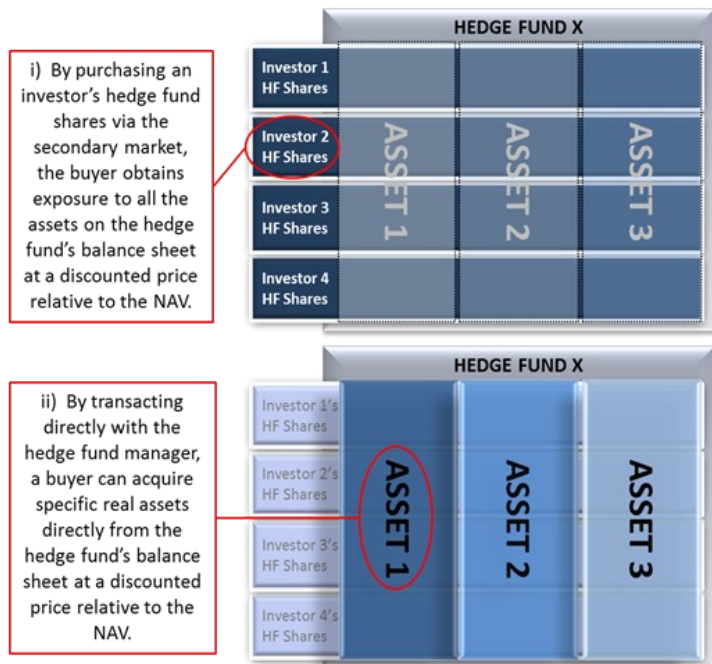 HEDGE FUND X
i) By purchasing an
investor's hedge fund
shares via the
secondary market,
the buyer obtains
exposure to all the
assets on the hedge
fund's balance sheet
at a discounted price
relative to the NAV.
Investor 1
HF Shares
Investor 2
HF Shares
Investor 3
HF Shares
Investor 4
HF Shares
ASSET 1
ASSET 2
ASSET 3
HEDGE FUND X
ii) By transacting
directly with the
hedge fund manager,
a buyer can acquire
specific real assets
directly from the
hedge fund's balance
sheet at a discounted
price relative to the
NAV.
Investor 1's
HF Shares
Investor 2's
HF Shares
Investor 3's
HF Shares
Investor 4's
HF Shares
ASSET 1
ASSET 2
ASSET 3